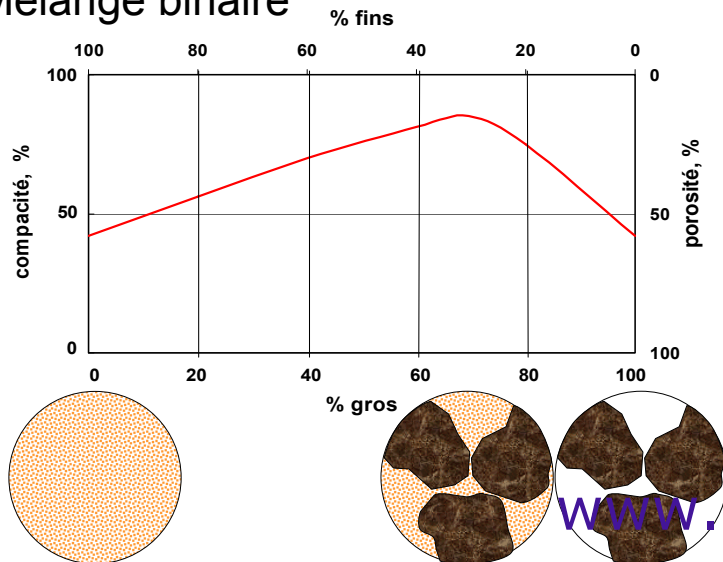 Mélange binaire
% fins
100 80 60 40 20 0
100 0
compacité, %
50 50
porosité, %
0 100
0 20 40 60 80 100
% gros
www.